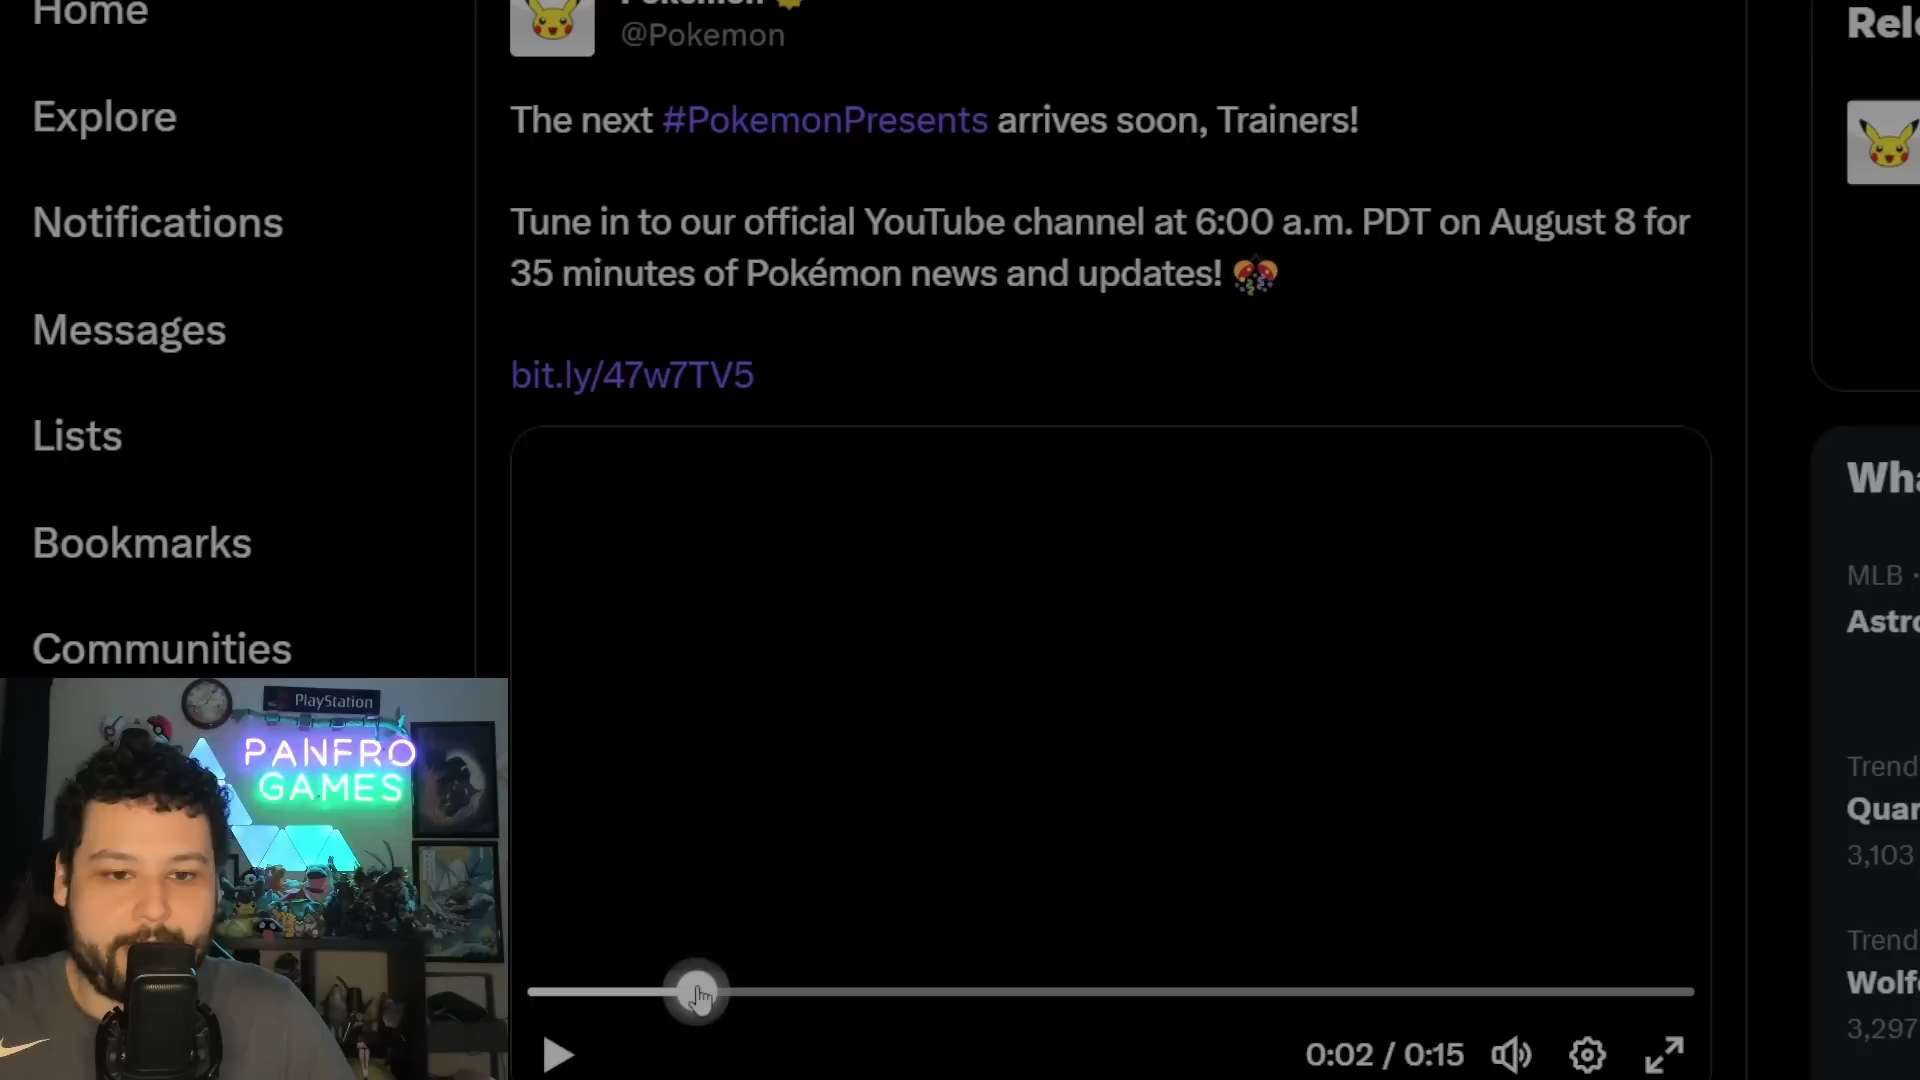 Home
Explore
Notifications
Messages
Lists
Bookmarks
Communities
@Pokemon
The next #PokemonPresents arrives soon, Trainers!
Tune in to our official YouTube channel at 6:00 a.m. PDT on August 8 for
35 minutes of Pokémon news and updates!
bit.ly/47w7TV5
0:02 / 0:15
MLB ·
3,103
3,297
PlayStation
PANFRO
GAMES